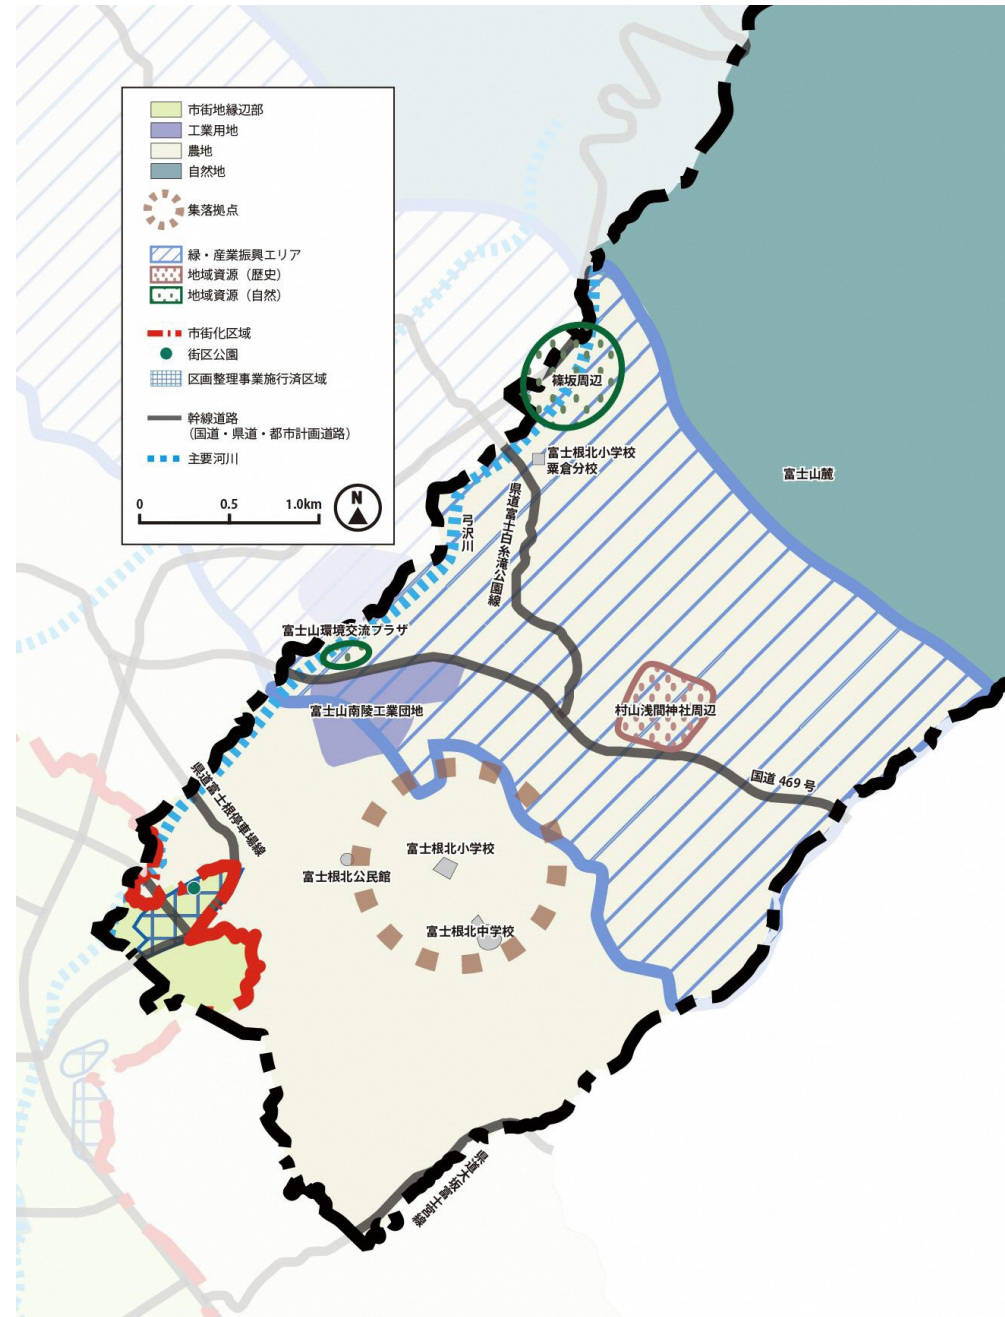 市街地縁辺部
工業用地
農地
自然地
集落拠点
緑・産業振興エリア
地域資源（歴史）
地域資源（自然）
市街化区域
街区公園
区画整理事業施行済区域
幹線道路
（国道・県道・都市計画道路）
主要河川
0 0.5 1.0km
N
篠坂周辺
富士根北小学校
粟倉分校
富士山麓
県道富士白糸滝公園線
弓沢川
富士山環境交流プラザ
富士山南陵工業団地
村山浅間神社周辺
国道 469 号
県道富士根停車場線
富士根北小学校
富士根北公民館
富士根北中学校
県道大坂富士宮線